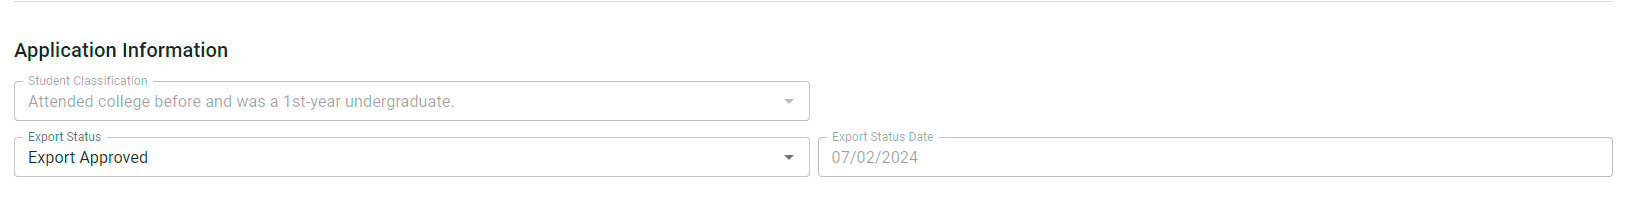 Application Information
Student Classification
Attended college before and was a 1st-year undergraduate.
Export Status
Export Approved
Export Status Date
07/02/2024